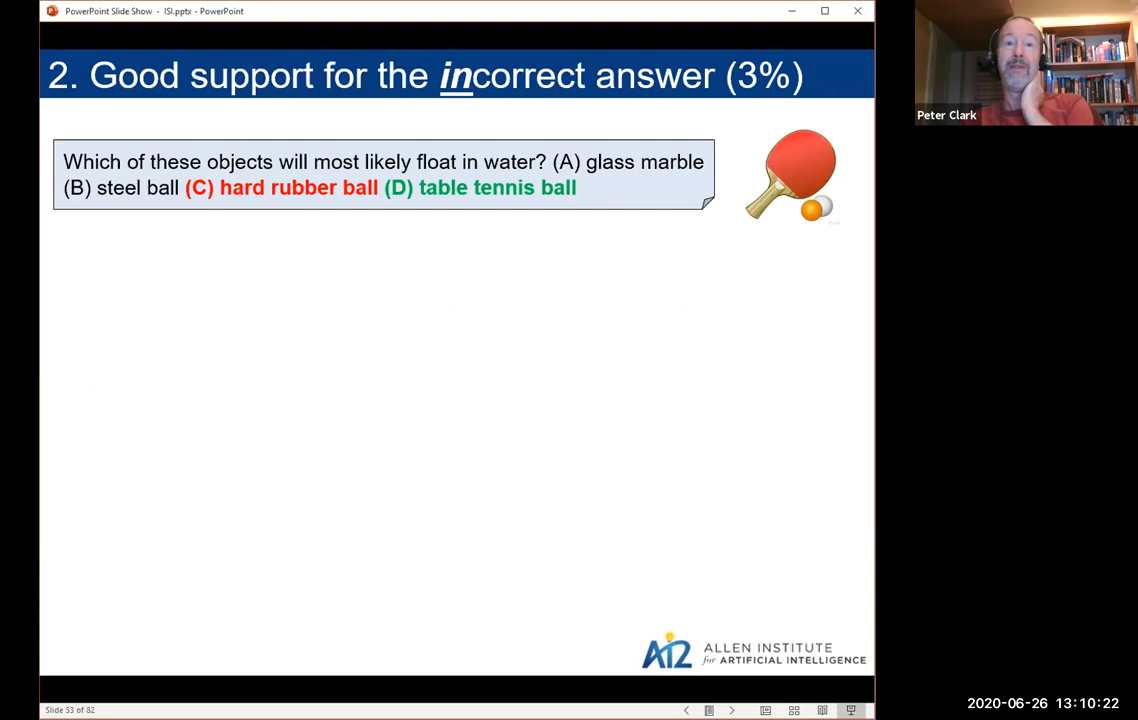 PowerPoint Slide Show - ISI.pptx - PowerPoint
2. Good support for the incorrect answer (3%)
Which of these objects will most likely float in water? (A) glass marble
(B) steel ball (C) hard rubber ball (D) table tennis ball
Peter Clark
AI2
ALLEN INSTITUTE
for ARTIFICIAL INTELLIGENCE
Slide 53 of 82
2020-06-26 13:10:22